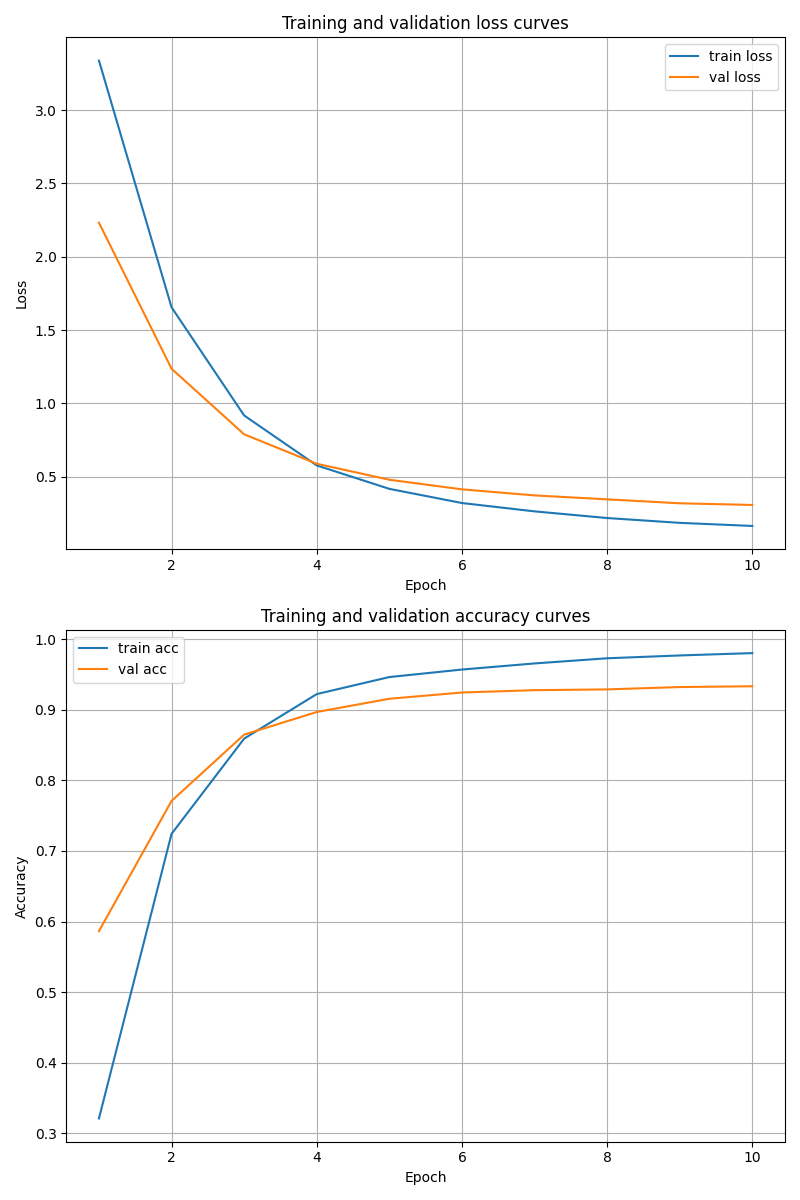 Training and validation loss curves
train loss
val loss
3.0
2.5
2.0
1.5
1.0
0.5
Loss
2 4 6 8 10
Epoch
Training and validation accuracy curves
train acc
val acc
1.0
0.9
0.8
0.7
0.6
0.5
0.4
0.3
Accuracy
2 4 6 8 10
Epoch